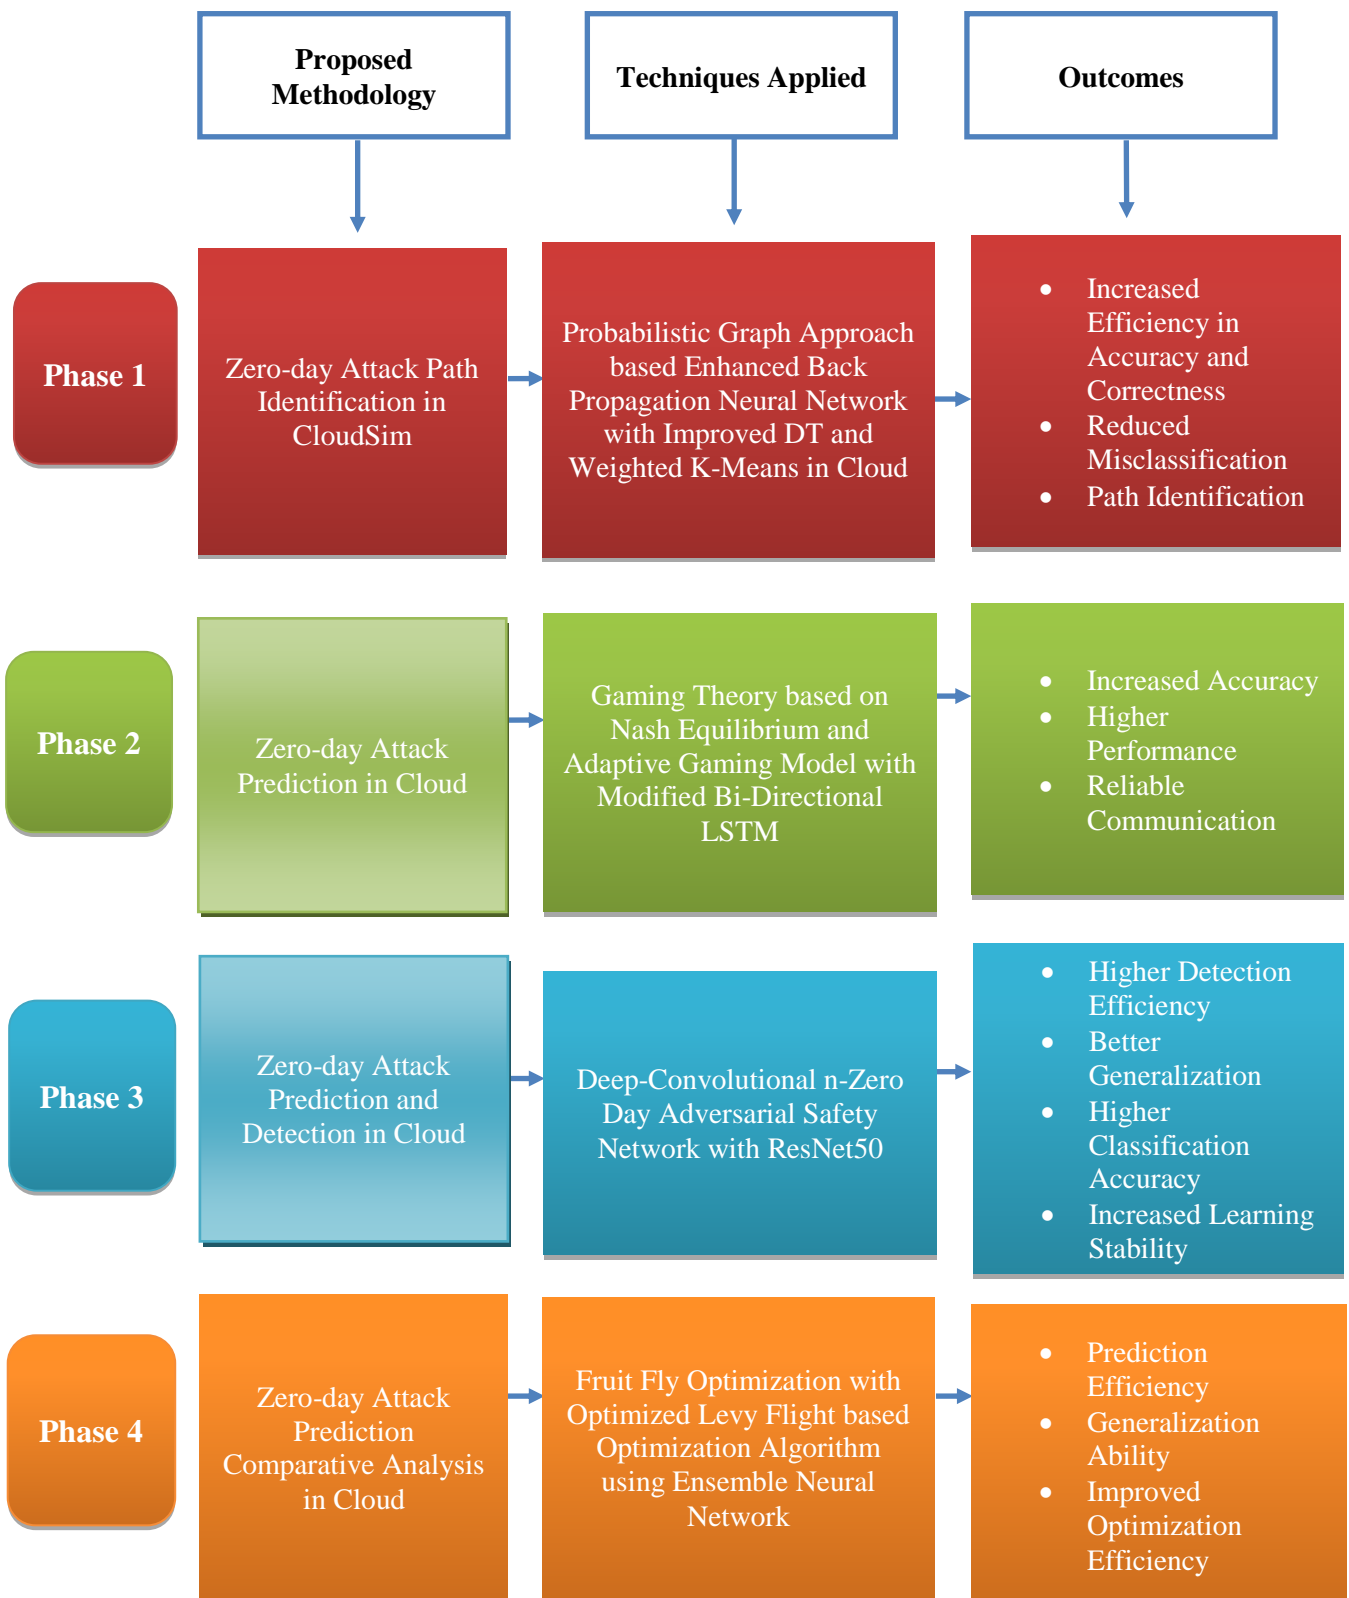 Proposed
Methodology
Techniques Applied
Outcomes
Phase 1
Zero-day Attack Path
Identification in
CloudSim
Probabilistic Graph Approach
based Enhanced Back
Propagation Neural Network
with Improved DT and
Weighted K-Means in Cloud
• Increased
Efficiency in
Accuracy and
Correctness
• Reduced
Misclassification
• Path Identification
Phase 2
Zero-day Attack
Prediction in Cloud
Gaming Theory based on
Nash Equilibrium and
Adaptive Gaming Model with
Modified Bi-Directional
LSTM
• Increased Accuracy
• Higher
Performance
• Reliable
Communication
Phase 3
Zero-day Attack
Prediction and
Detection in Cloud
Deep-Convolutional n-Zero
Day Adversarial Safety
Network with ResNet50
• Higher Detection
Efficiency
• Better
Generalization
• Higher
Classification
Accuracy
• Increased Learning
Stability
Phase 4
Zero-day Attack
Prediction
Comparative Analysis
in Cloud
Fruit Fly Optimization with
Optimized Levy Flight based
Optimization Algorithm
using Ensemble Neural
Network
• Prediction
Efficiency
• Generalization
Ability
• Improved
Optimization
Efficiency